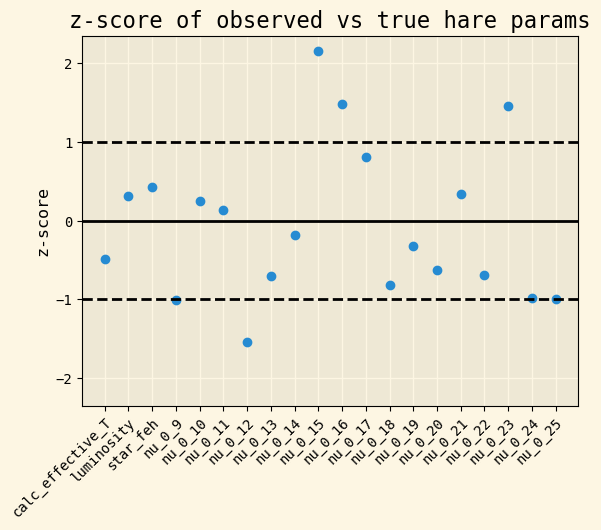 z-score of observed vs true hare params
z-score
2
1
0
−1
−2
calc_effective_T
luminosity
star_feh
nu_0_9
nu_0_10
nu_0_11
nu_0_12
nu_0_13
nu_0_14
nu_0_15
nu_0_16
nu_0_17
nu_0_18
nu_0_19
nu_0_20
nu_0_21
nu_0_22
nu_0_23
nu_0_24
nu_0_25